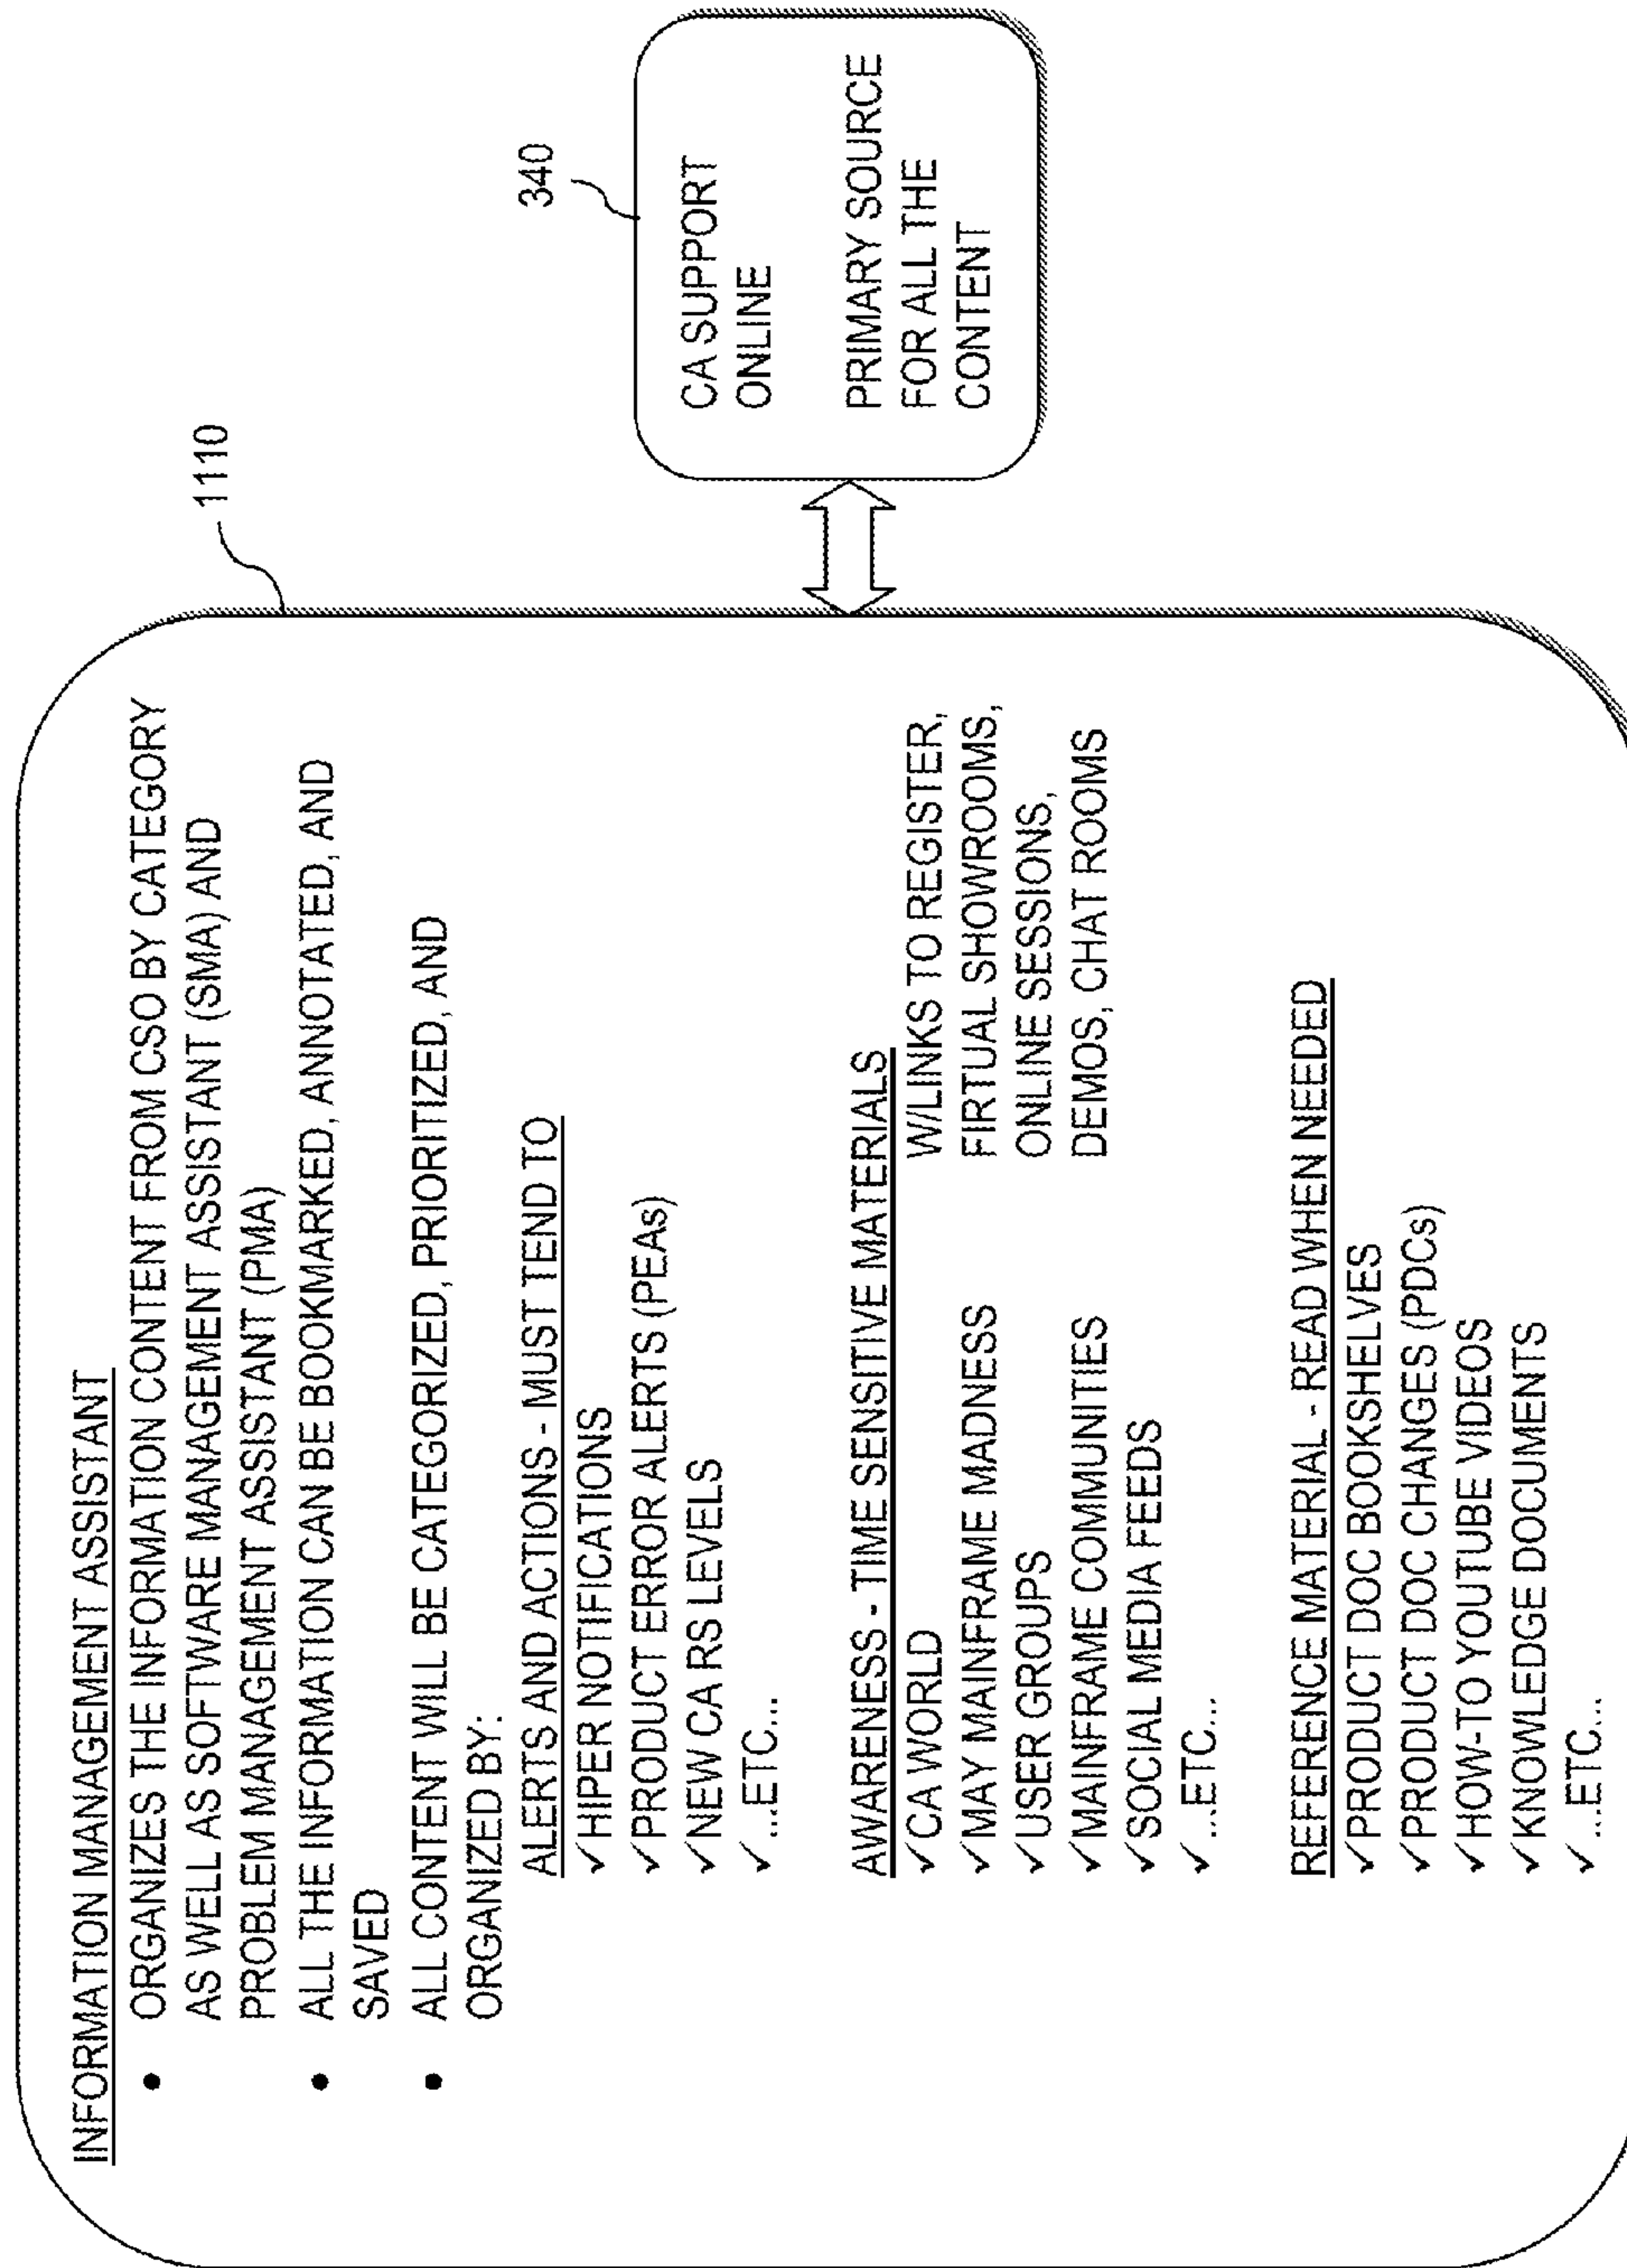 INFORMATION MANAGEMENT ASSISTANT
• ORGANIZES THE INFORMATION CONTENT FROM CSO BY CATEGORY
AS WELL AS SOFTWARE MANAGEMENT ASSISTANT (SMA) AND
PROBLEM MANAGEMENT ASSISTANT (PMA)
• ALL THE INFORMATION CAN BE BOOKMARKED, ANNOTATED, AND
SAVED
• ALL CONTENT WILL BE CATEGORIZED, PRIORITIZED, AND
ORGANIZED BY:
ALERTS AND ACTIONS - MUST TEND TO
✓HIPER NOTIFICATIONS
✓PRODUCT ERROR ALERTS (PEAs)
✓NEW CA RS LEVELS
✓...ETC...
AWARENESS - TIME SENSITIVE MATERIALS
✓CA WORLD
✓MAY MAINFRAME MADNESS
✓USER GROUPS
✓MAINFRAME COMMUNITIES
✓SOCIAL MEDIA FEEDS
✓...ETC...
W/LINKS TO REGISTER,
FIRTUAL SHOWROOMS,
ONLINE SESSIONS,
DEMOS, CHAT ROOMS
REFERENCE MATERIAL - READ WHEN NEEDED
✓PRODUCT DOC BOOKSHELVES
✓PRODUCT DOC CHANGES (PDCs)
✓HOW-TO YOUTUBE VIDEOS
✓KNOWLEDGE DOCUMENTS
✓...ETC...
1110
340
CA SUPPORT
ONLINE
PRIMARY SOURCE
FOR ALL THE
CONTENT